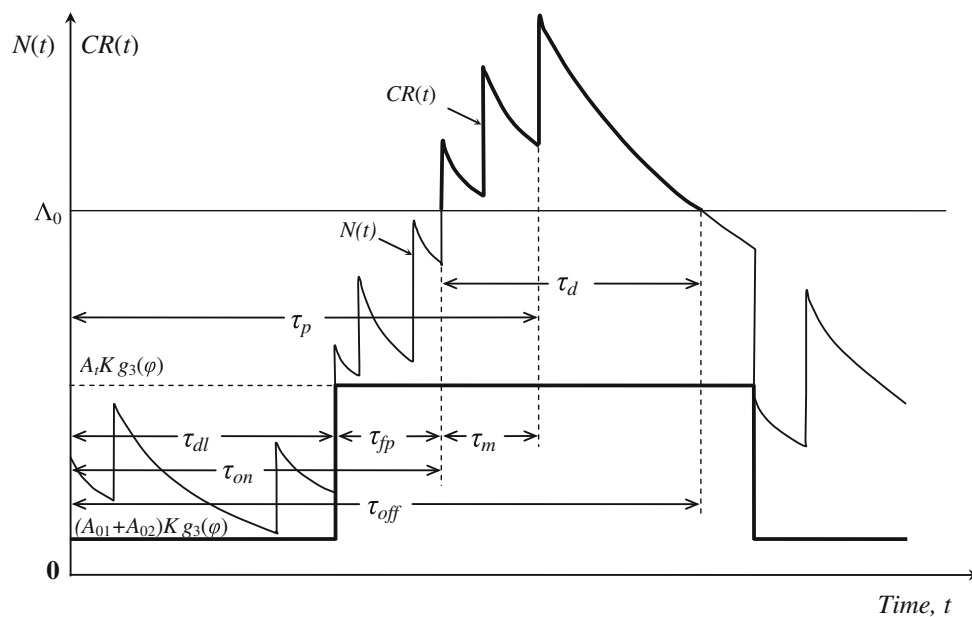 N(t) CR(t)
CR(t)
Λ₀
N(t)
τd
τp
AₜK g₃(φ)
τdl τfp τm
τon
τoff
(A₀₁+A₀₂)K g₃(φ)
0
Time, t